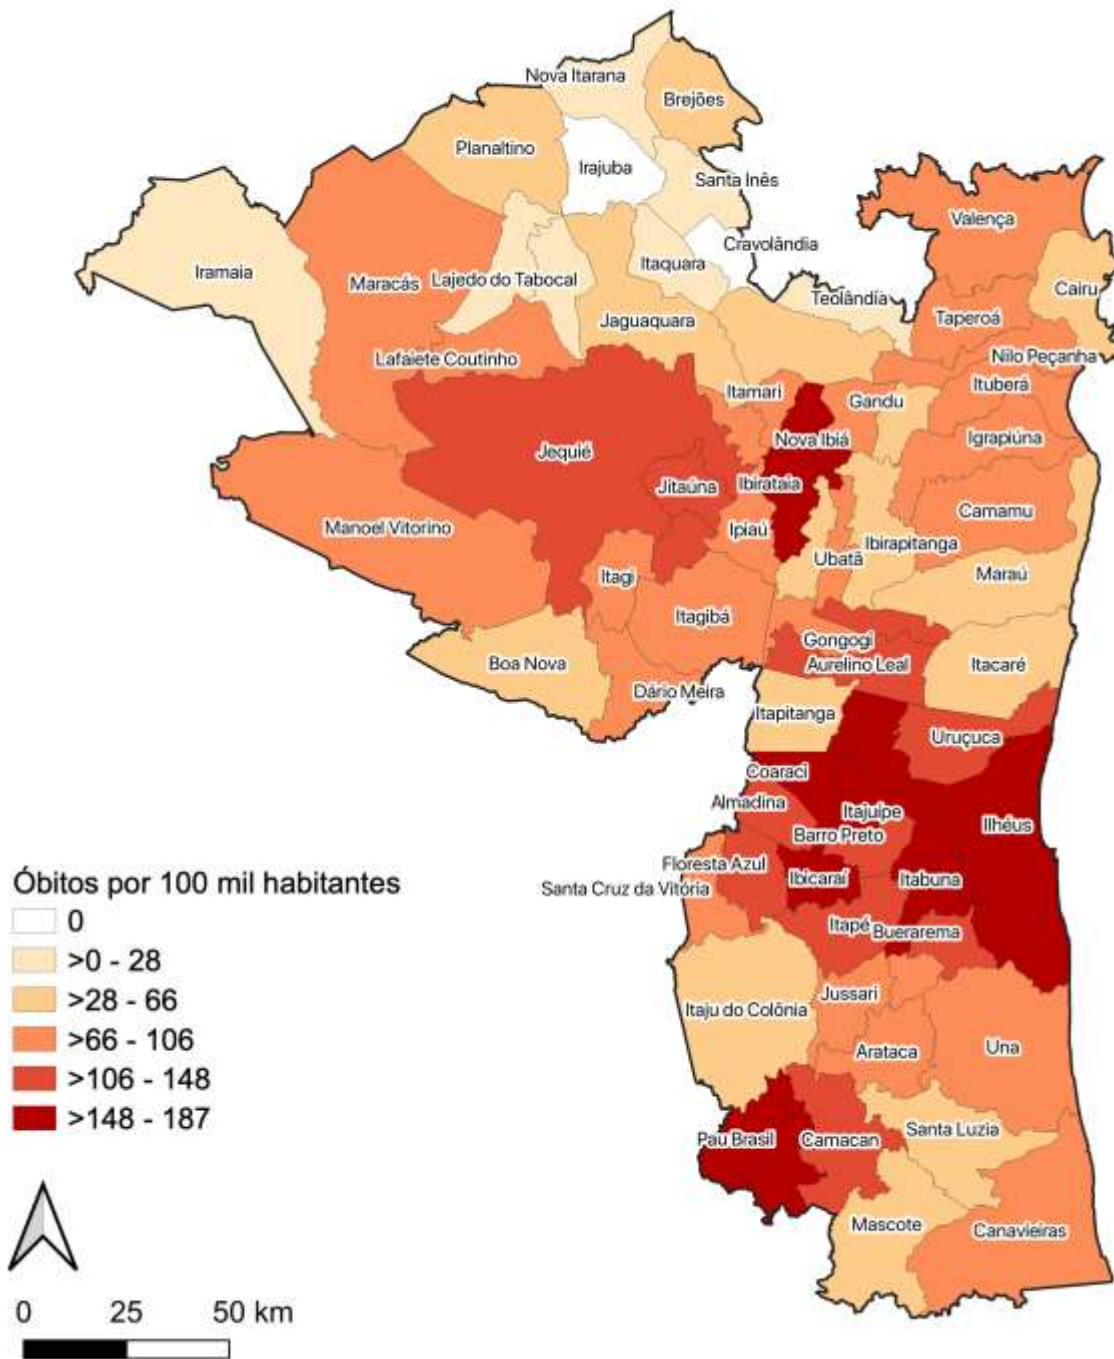 Nova Itarana
Brejões
Planaltino
Irajuba
Santa Inês
Valença
Cravolândia
Iramaia
Maracás
Lajedo do Tabocal
Itaquara
Teolândia
Cairu
Jaguaquara
Taperoá
Lafaiete Coutinho
Nilo Peçanha
Itamari
Gandu
Ituberá
Nova Ibiá
Igrapiúna
Jequié
Jitaúna
Ibirataia
Camamu
Manoel Vitorino
Ipiaú
Ubatã
Ibirapitanga
Itagi
Maraú
Itagibá
Gongogi
Boa Nova
Aurelino Leal
Itacaré
Dário Meira
Itapitanga
Uruçuca
Coaraci
Almadina
Itajuípe
Ilhéus
Barro Preto
Floresta Azul
Ibicaraí
Itabuna
Santa Cruz da Vitória
Itapé
Buerarema
Jussari
Itaju do Colônia
Arataca
Una
Pau Brasil
Camacan
Santa Luzia
Mascote
Canavieiras
Óbitos por 100 mil habitantes
0
>0 - 28
>28 - 66
>66 - 106
>106 - 148
>148 - 187
0 25 50 km